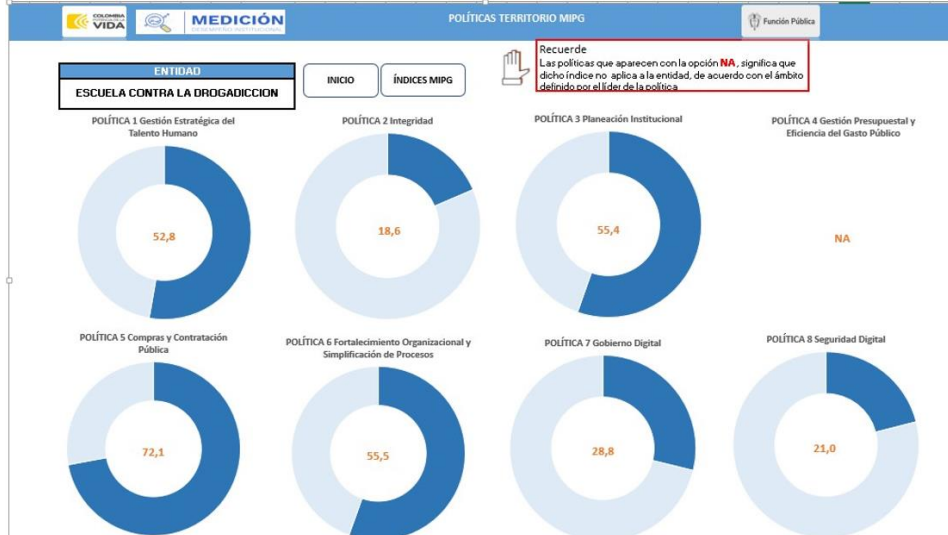 COLOMBIA
VIDA
MEDICIÓN
DESEMPEÑO INSTITUCIONAL
POLÍTICAS TERRITORIO MIPG
Función Pública
ENTIDAD
ESCUELA CONTRA LA DROGADICCION
INICIO
ÍNDICES MIPG
Recuerde
Las políticas que aparecen con la opción NA, significa que
dicho índice no aplica a la entidad, de acuerdo con el ámbito
definido por el líder de la política
POLÍTICA 1 Gestión Estratégica del
Talento Humano
52,8
POLÍTICA 2 Integridad
18,6
POLÍTICA 3 Planeación Institucional
55,4
POLÍTICA 4 Gestión Presupuestal y
Eficiencia del Gasto Público
NA
POLÍTICA 5 Compras y Contratación
Pública
72,1
POLÍTICA 6 Fortalecimiento Organizacional y
Simplificación de Procesos
55,5
POLÍTICA 7 Gobierno Digital
28,8
POLÍTICA 8 Seguridad Digital
21,0